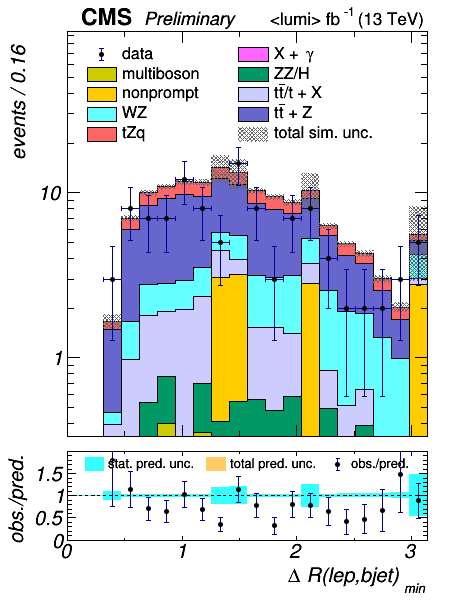 CMS Preliminary <lumi> fb⁻¹ (13 TeV)
events / 0.16
data
multiboson
nonprompt
WZ
tZq
X + γ
ZZ/H
tt̄/t + X
tt̄ + Z
total sim. unc.
10
1
stat. pred. unc. total pred. unc. obs./pred.
obs./pred.
1.5
1
0.5
0
0 1 2 3
Δ R(lep,bjet) min